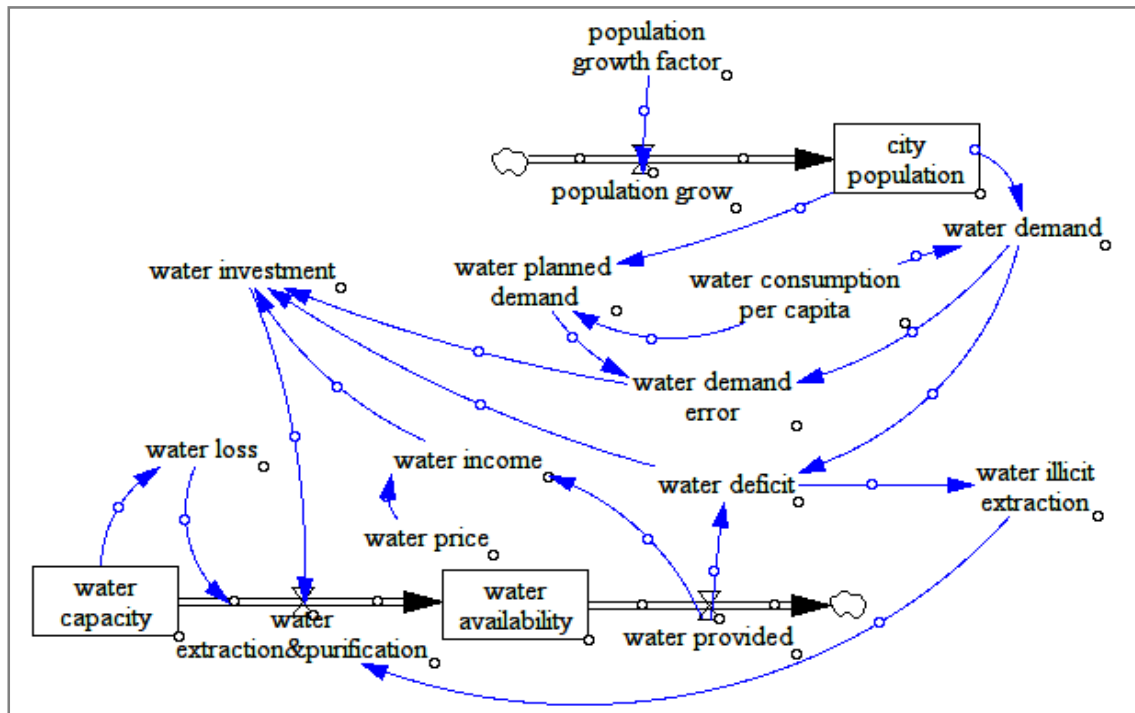 population
growth factor
city
population
population grow
water demand
water investment
water planned
demand
water consumption
per capita
water demand
error
water loss
water income
water deficit
water illicit
extraction
water price
water
capacity
water
extraction&purification
water
availability
water provided